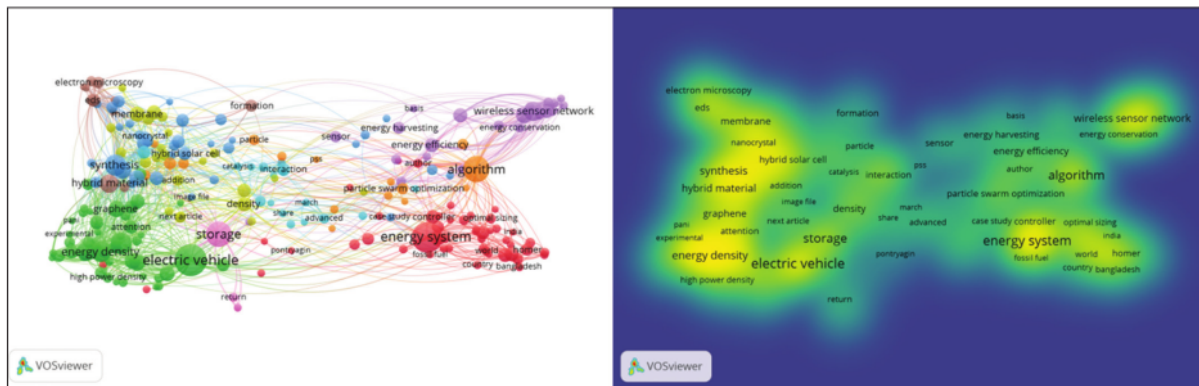 electron microscopy
eds
membrane
formation
basis
wireless sensor network
energy conservation
nanocrystal
particle
sensor
energy harvesting
energy efficiency
synthesis
hybrid solar cell
catalysis
interaction
pss
author
algorithm
hybrid material
addition
particle swarm optimization
image file
graphene
density
march
next article
share
advanced
case study
controller
optimal sizing
pani
attention
india
experimental
storage
energy system
energy density
electric vehicle
pontryagin
fossil fuel
world
homer
high power density
country
bangladesh
return
VOSviewer
electron microscopy
eds
membrane
formation
basis
wireless sensor network
energy conservation
nanocrystal
particle
sensor
energy harvesting
energy efficiency
synthesis
hybrid solar cell
catalysis
interaction
pss
author
algorithm
hybrid material
addition
particle swarm optimization
image file
graphene
density
march
next article
share
advanced
case study
controller
optimal sizing
pani
attention
india
experimental
storage
energy system
energy density
electric vehicle
pontryagin
fossil fuel
world
homer
high power density
country
bangladesh
return
VOSviewer